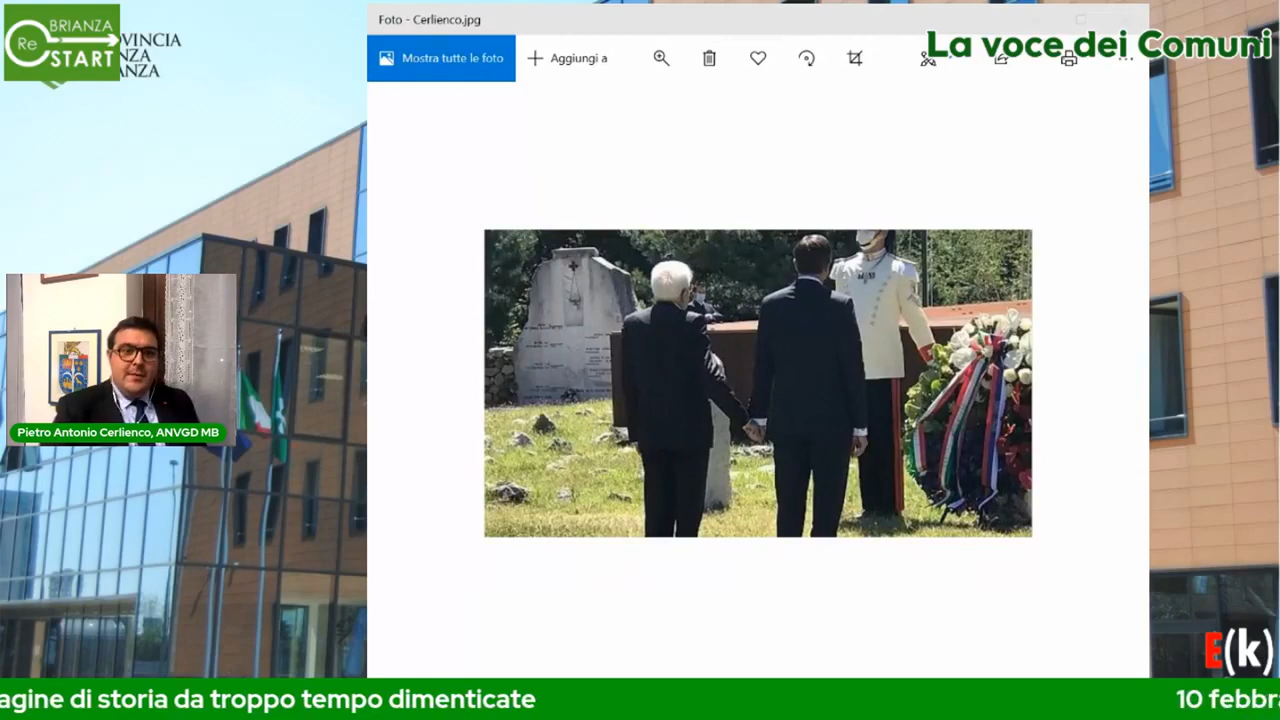 BRIANZA
Re START
OVINCIA
NZA
ANZA
Foto - Cerlienco.jpg
Mostra tutte le foto
Aggiungi a
La voce dei Comuni
Pietro Antonio Cerlienco, ANVGD MB
E(k)
agine di storia da troppo tempo dimenticate
10 febbra